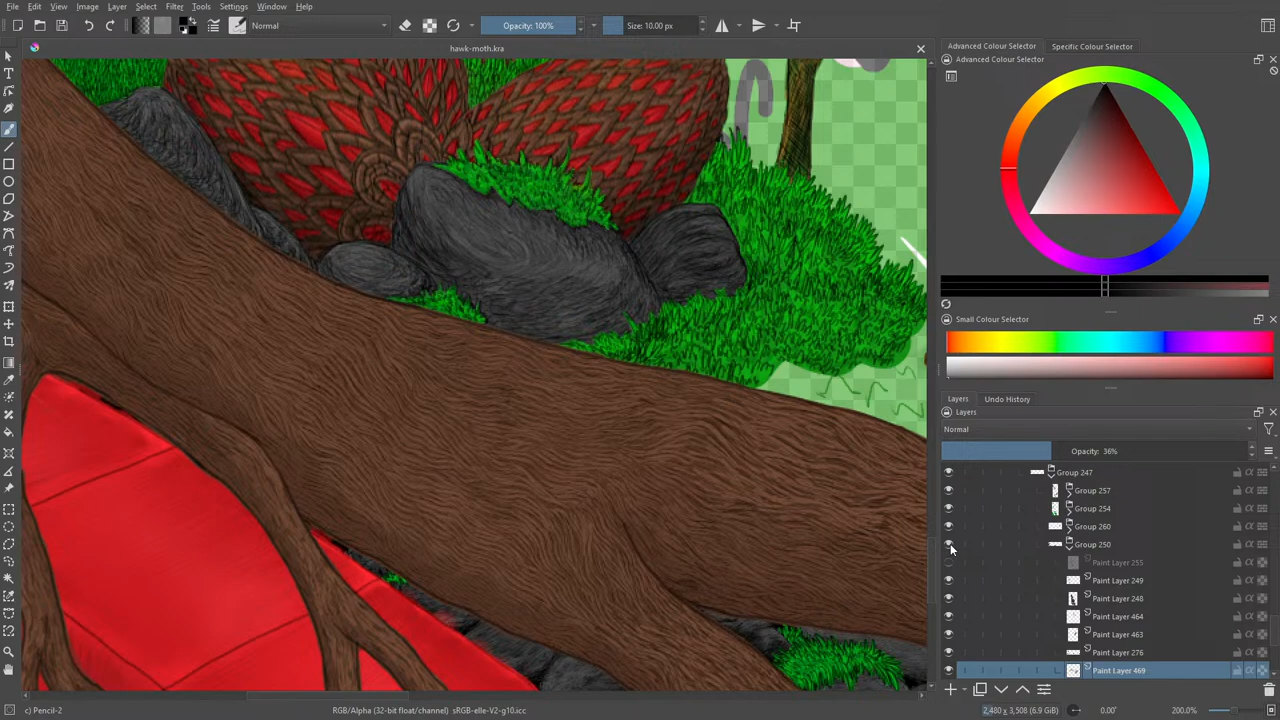 File Edit View Image Layer Select Filter Tools Settings Window Help
Normal Opacity: 100% Size: 10.00 px
hawk-moth.kra
Advanced Colour Selector Specific Colour Selector
Advanced Colour Selector
Small Colour Selector
Layers Undo History
Layers
Normal
Opacity: 36%
Group 247
Group 257
Group 254
Group 260
Group 250
Paint Layer 255
Paint Layer 249
Paint Layer 248
Paint Layer 464
Paint Layer 463
Paint Layer 276
Paint Layer 469
c) Pencil-2 RGB/Alpha (32-bit float/channel) sRGB-elle-V2-g10.icc 2,480 x 3,508 (6.9 GiB) 0.00° 200.0%